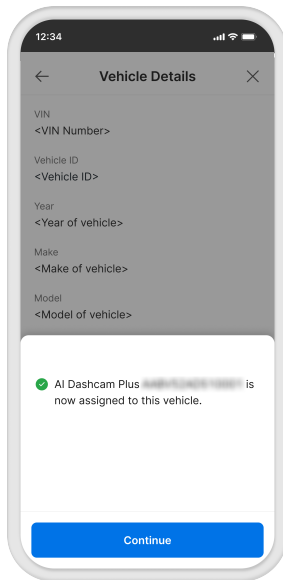 12:34
Vehicle Details
VIN
<VIN Number>
Vehicle ID
<Vehicle ID>
Year
<Year of vehicle>
Make
<Make of vehicle>
Model
<Model of vehicle>
AI Dashcam Plus is
now assigned to this vehicle.
Continue